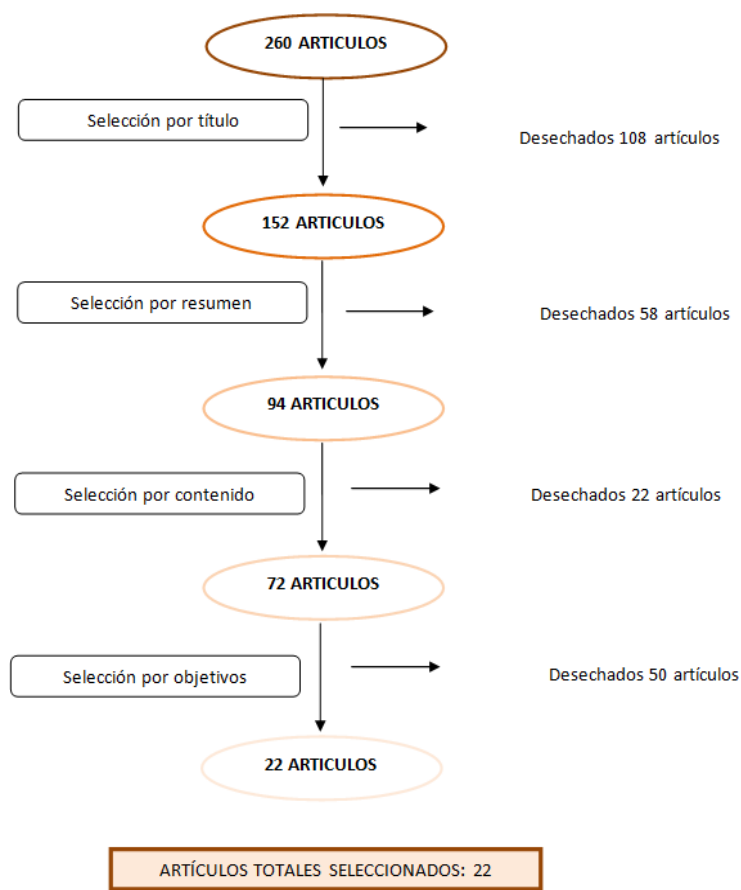 260 ARTICULOS
Selección por título
Desechados 108 artículos
152 ARTICULOS
Selección por resumen
Desechados 58 artículos
94 ARTICULOS
Selección por contenido
Desechados 22 artículos
72 ARTICULOS
Selección por objetivos
Desechados 50 artículos
22 ARTICULOS
ARTÍCULOS TOTALES SELECCIONADOS: 22